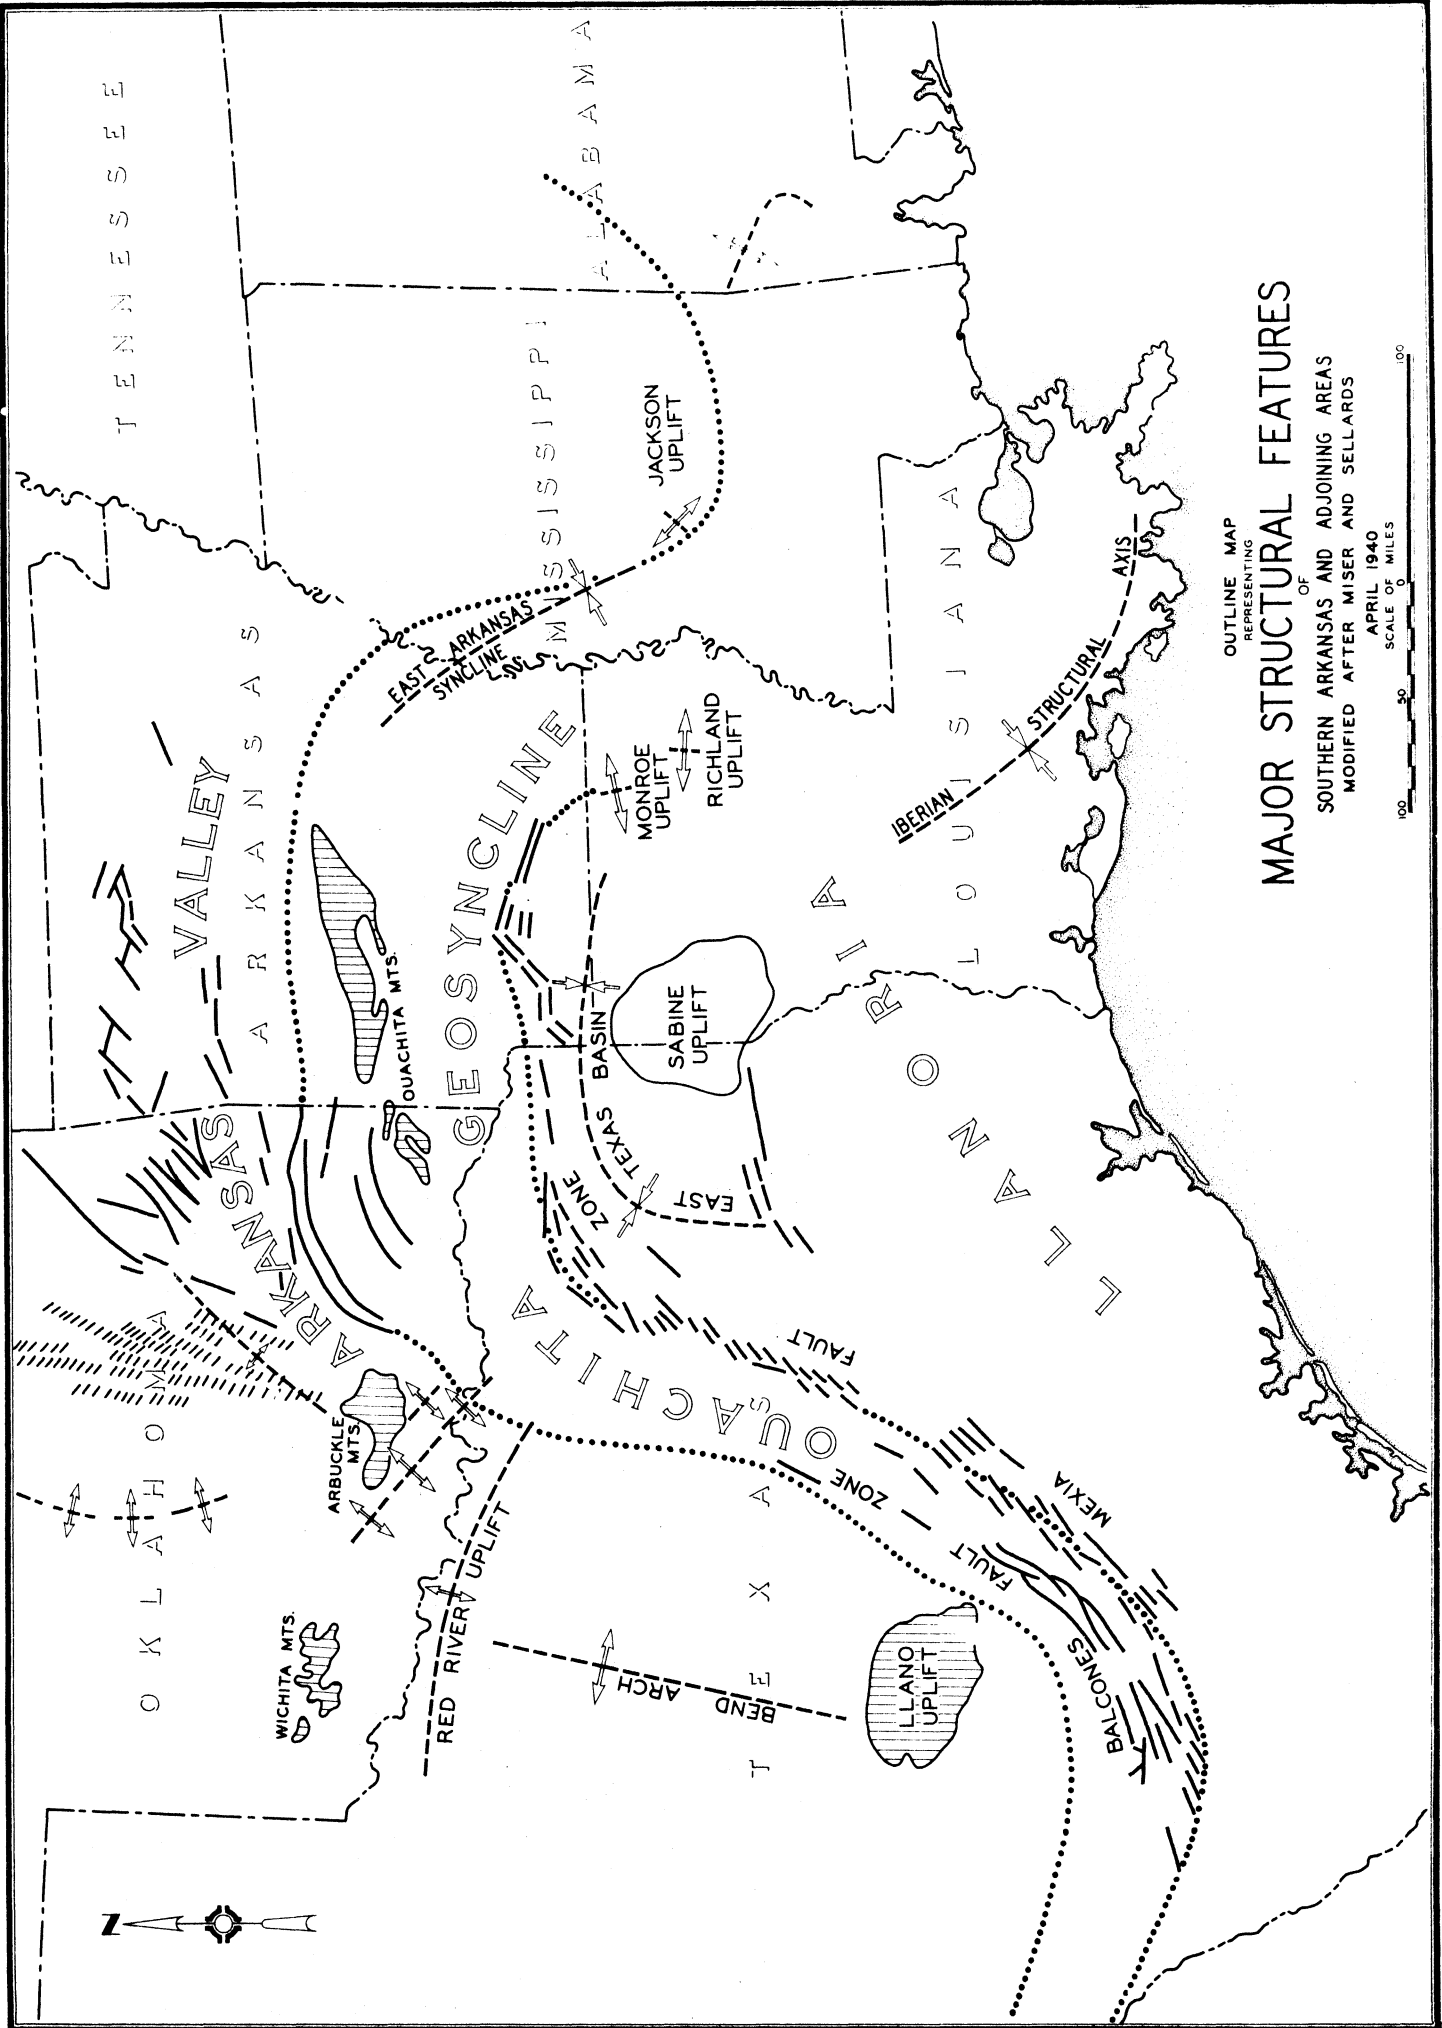 TENNESSEE
ALABAMA
MISSISSIPPI
JACKSON
UPLIFT
EAST ARKANSAS
SYNCLINE
ARKANSAS
ARKANSAS VALLEY
OUACHITA MTS.
OUACHITA GEOSYNCLINE
MONROE
UPLIFT
RICHLAND
UPLIFT
SABINE
UPLIFT
EAST TEXAS BASIN
LOUISIANA
IBERIAN STRUCTURAL AXIS
LLANORIA
OKLAHOMA
ARBUCKLE
MTS.
WICHITA MTS.
RED RIVER UPLIFT
BEND ARCH
TEXAS
LLANO
UPLIFT
BALCONES FAULT ZONE
MEXIA FAULT ZONE
N
OUTLINE MAP
REPRESENTING
MAJOR STRUCTURAL FEATURES
OF
SOUTHERN ARKANSAS AND ADJOINING AREAS
MODIFIED AFTER MISER AND SELLARDS
APRIL 1940
SCALE OF MILES
100 50 0 100